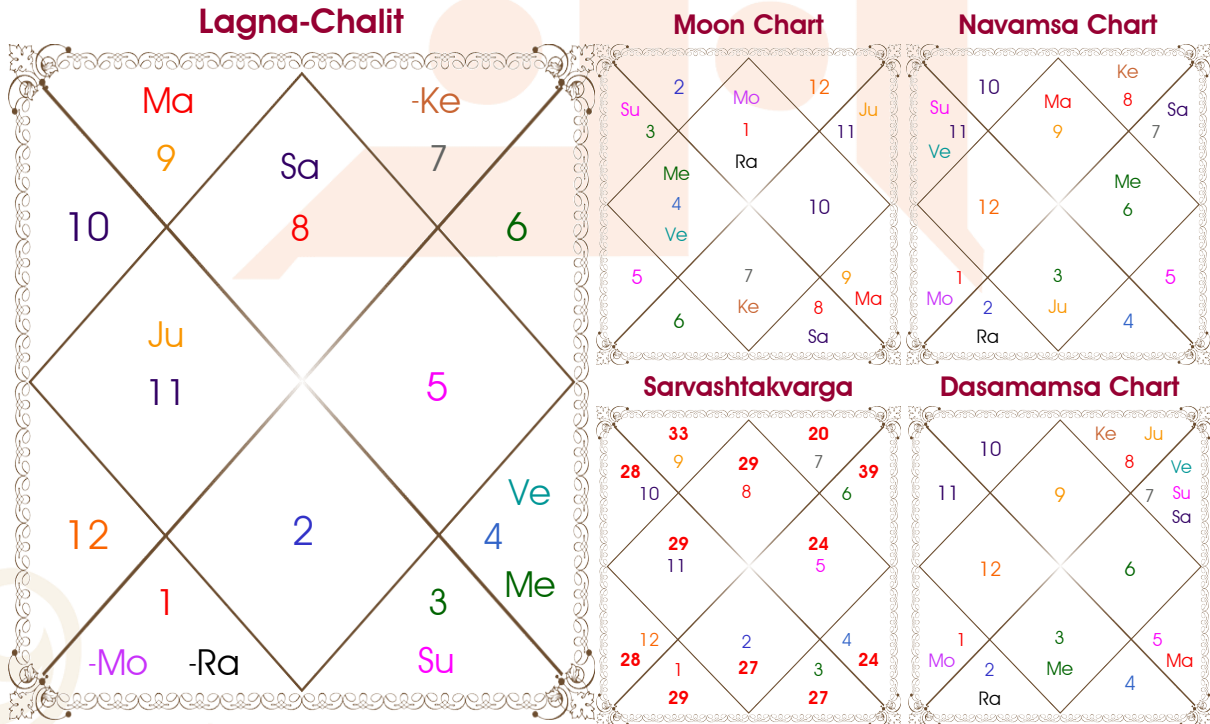 Lagna-Chalit
Ma
-Ke
9
Sa
7
10
8
6
Ju
11
5
Ve
12
2
4
Me
1
3
-Mo
-Ra
Su
Moon Chart
2
12
Su
Mo
Ju
3
1
11
Ra
Me
4
10
Ve
5
7
9
Ke
Ma
6
8
Sa
Navamsa Chart
Ke
10
8
Su
Ma
Sa
11
9
7
Ve
Me
12
6
1
3
5
Mo
2
Ju
4
Ra
Sarvashtakvarga
33
20
9
29
7
28
39
10
8
6
29
24
11
5
12
2
4
28
1
27
3
24
29
27
Dasamamsa Chart
Ke
Ju
10
8
Ve
11
9
7
Su
Sa
12
6
1
3
5
Mo
2
Me
4
Ma
Ra